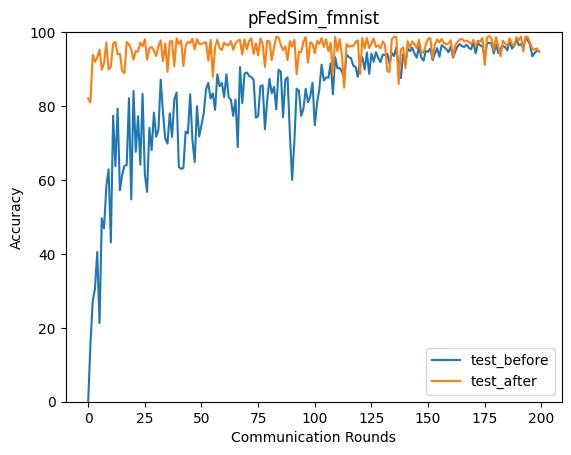 pFedSim_fmnist
Accuracy
100
80
60
40
20
0
0 25 50 75 100 125 150 175 200
Communication Rounds
test_before
test_after